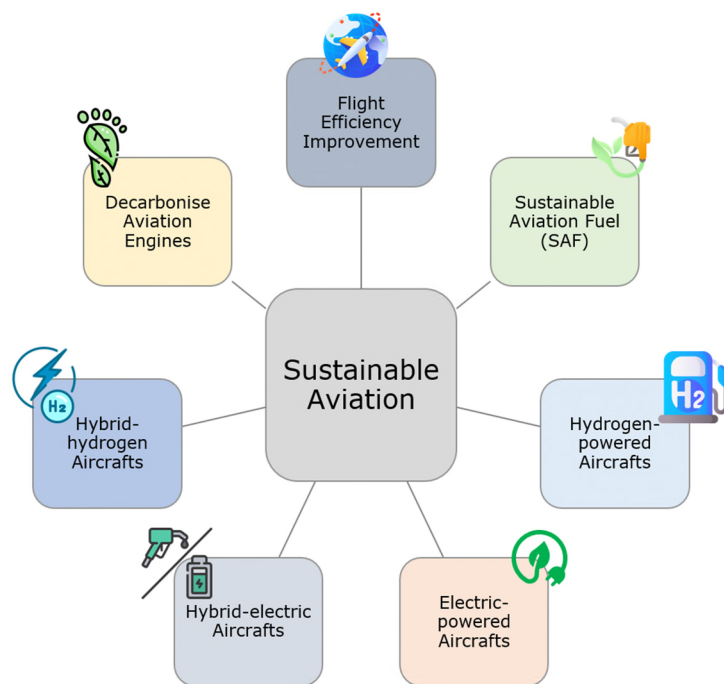 Flight
Efficiency
Improvement
Decarbonise
Aviation
Engines
Sustainable
Aviation Fuel
(SAF)
Sustainable
Aviation
H₂
Hybrid-
hydrogen
Aircrafts
H2
Hydrogen-
powered
Aircrafts
Hybrid-electric
Aircrafts
Electric-
powered
Aircrafts